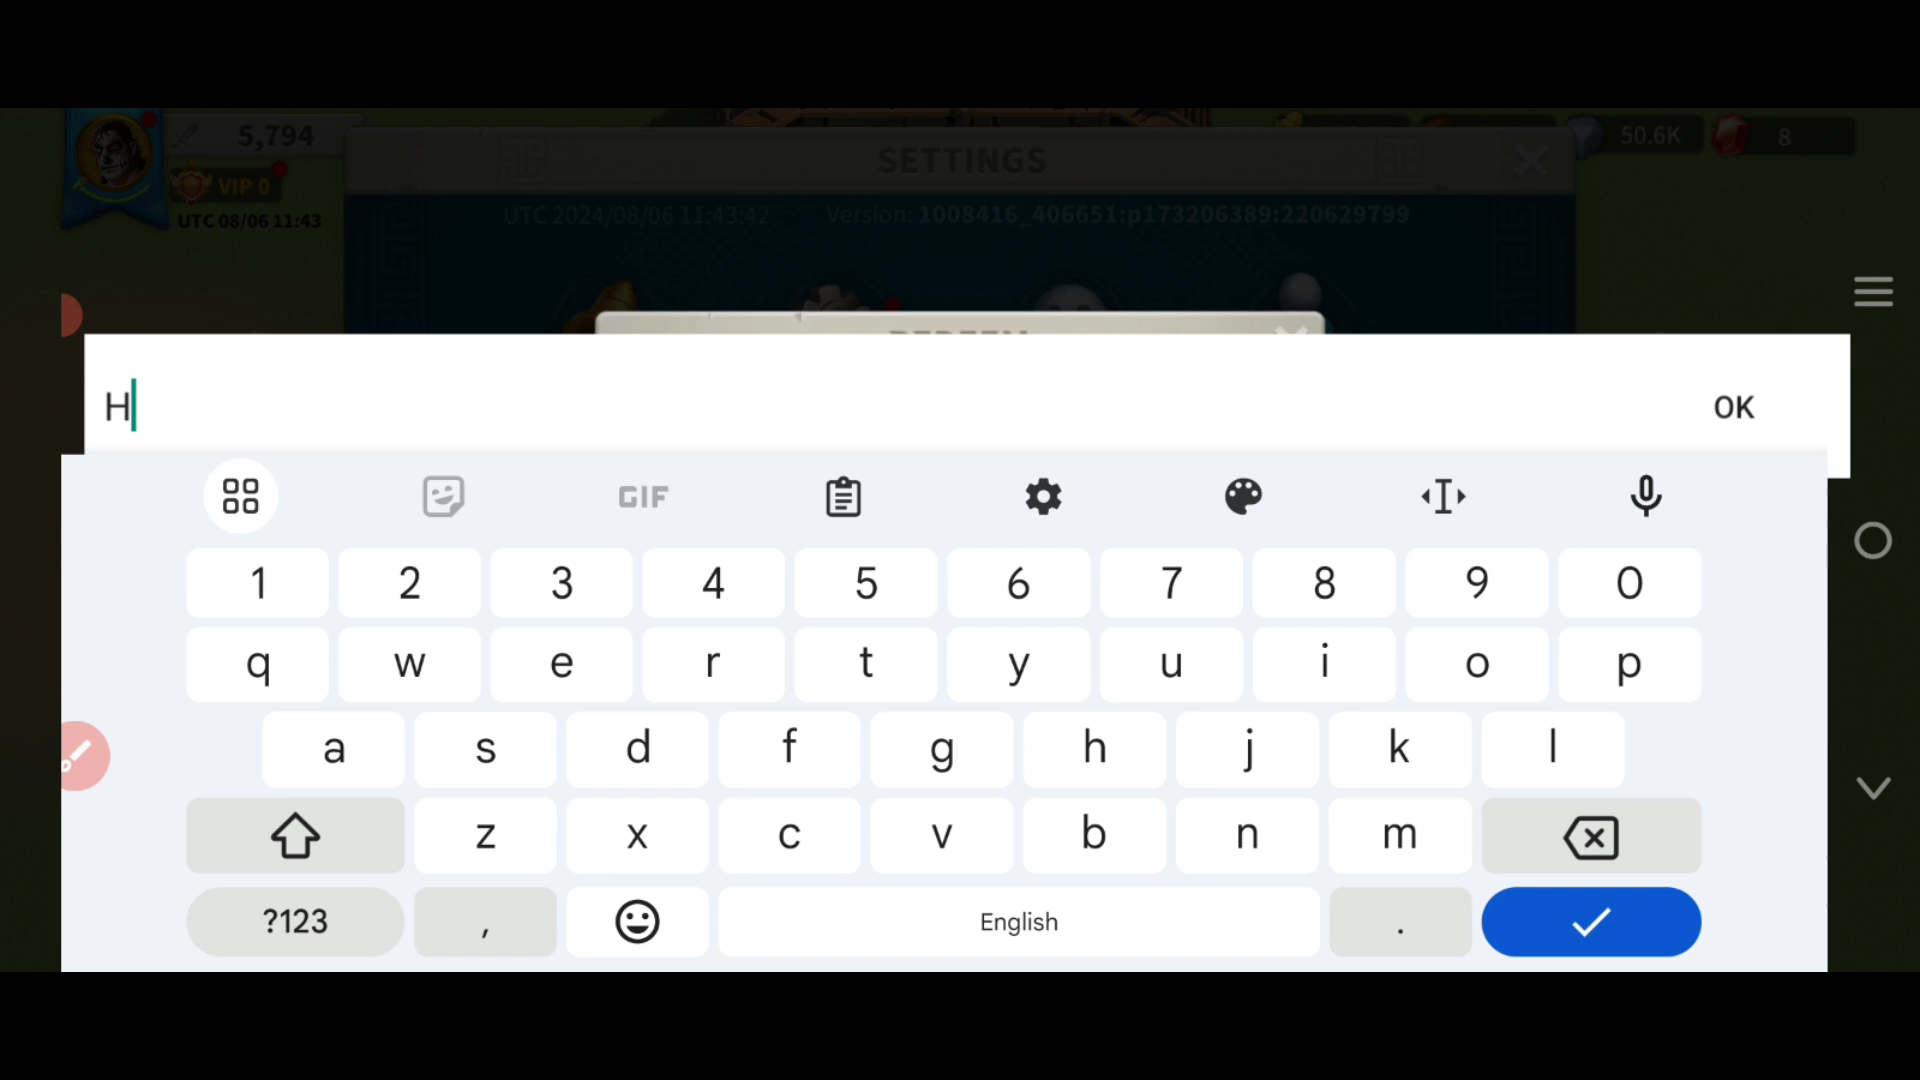 5,794
SETTINGS
50.6K
8
VIP 0
UTC 08/06 11:43
UTC 2024/08/06 11:43:42
Version: 1008416_406651:p173206389:220629799
REDEEM
H
OK
GIF
1 2 3 4 5 6 7 8 9 0
q w e r t y u i o p
a s d f g h j k l
z x c v b n m
?123 , English .